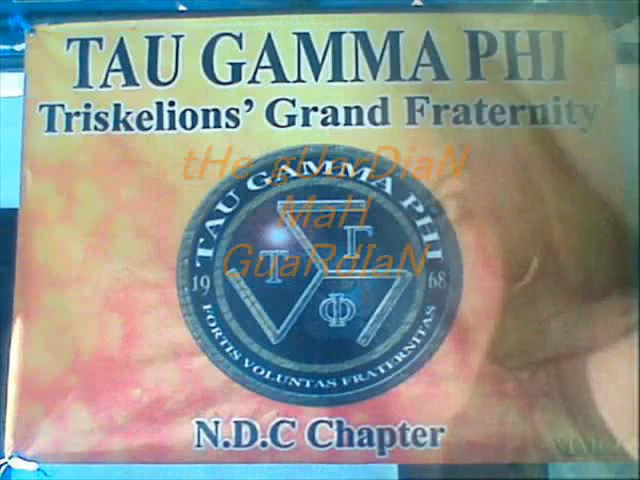 TAU GAMMA PHI
Triskelions' Grand Fraternity
tHe gUarDiaN
MaH
GuaRdIaN
TAU GAMMA PHI
19 68
Τ Γ
Φ
FORTIS VOLUNTAS FRATERNITAS
N.D.C Chapter